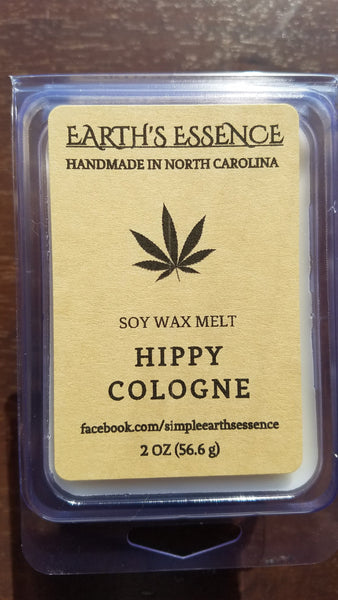 EARTH'S ESSENCE
HANDMADE IN NORTH CAROLINA
SOY WAX MELT
HIPPY
COLOGNE
facebook.com/simpleearthsessence
2 OZ (56.6 g)